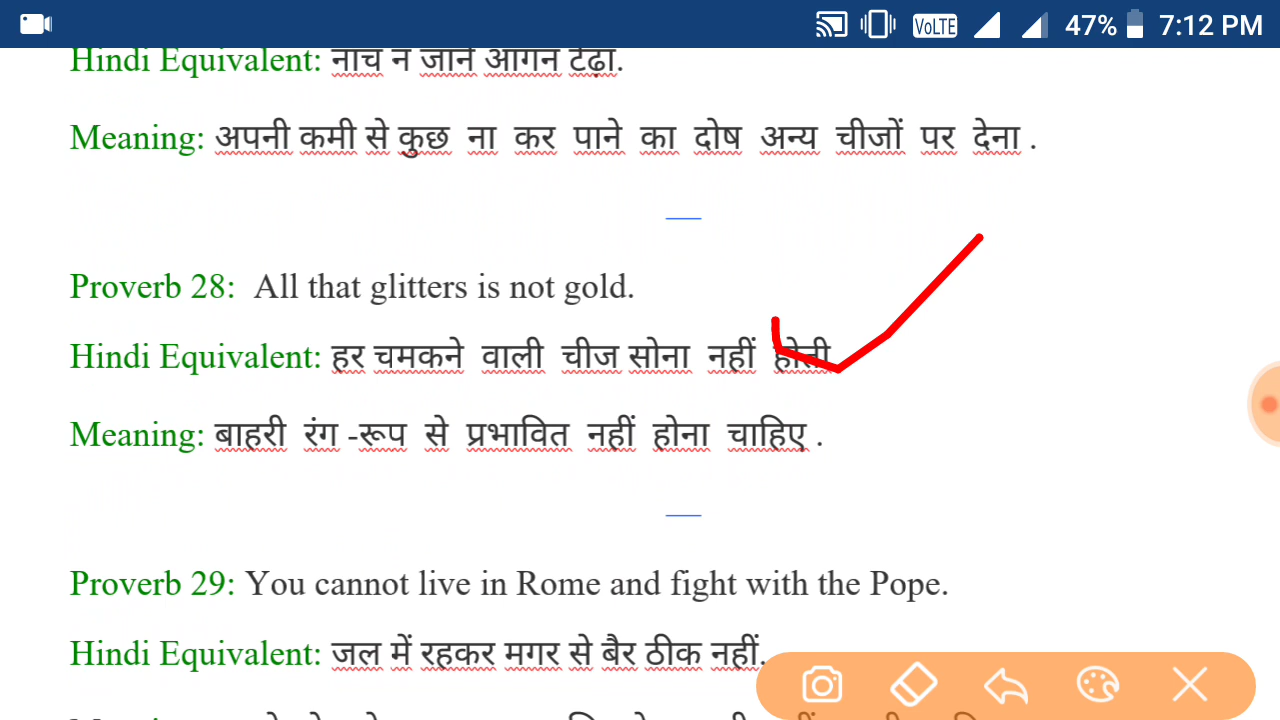 VoLTE 47% 7:12 PM
Hindi Equivalent: नाच न जाने आंगन टेढ़ा.
Meaning: अपनी कमी से कुछ ना कर पाने का दोष अन्य चीजों पर देना .
Proverb 28: All that glitters is not gold.
Hindi Equivalent: हर चमकने वाली चीज सोना नहीं होती
Meaning: बाहरी रंग -रूप से प्रभावित नहीं होना चाहिए .
Proverb 29: You cannot live in Rome and fight with the Pope.
Hindi Equivalent: जल में रहकर मगर से बैर ठीक नहीं.